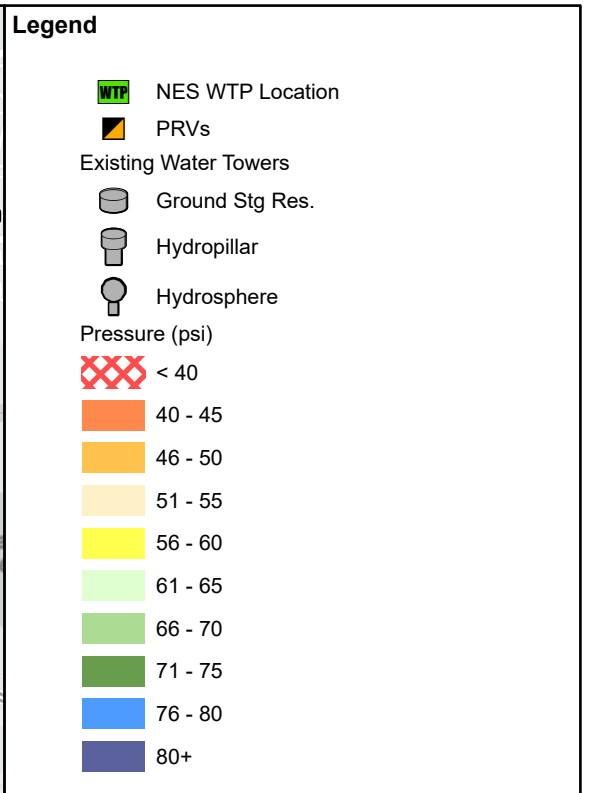 Legend
WTP NES WTP Location
PRVs
Existing Water Towers
Ground Stg Res.
Hydropillar
Hydrosphere
Pressure (psi)
< 40
40 - 45
46 - 50
51 - 55
56 - 60
61 - 65
66 - 70
71 - 75
76 - 80
80+